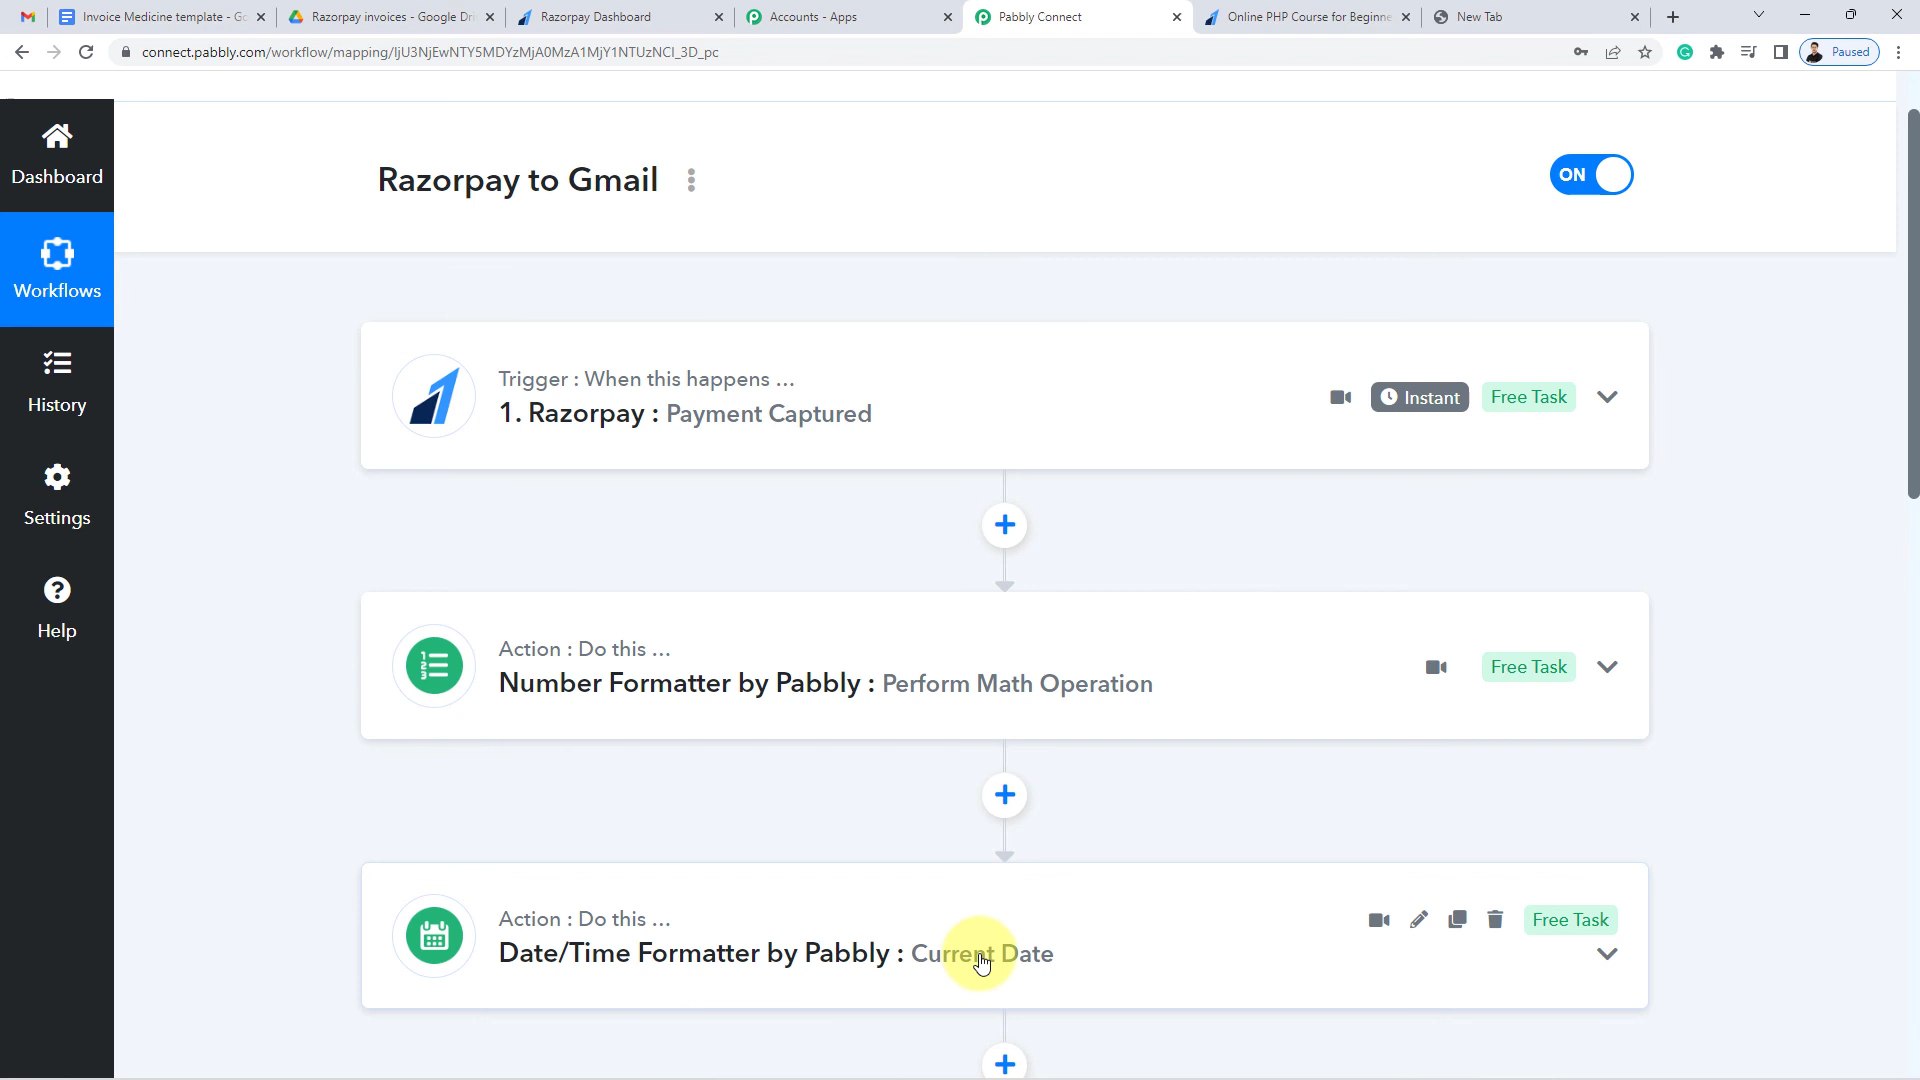 Invoice Medicine template - Gc
Razorpay invoices - Google Dri
Razorpay Dashboard
Accounts - Apps
Pabbly Connect
Online PHP Course for Beginne
New Tab
connect.pabbly.com/workflow/mapping/IjU3NjEwNTY5MDYzMjA0MzA1MjY1NTUzNCI_3D_pc
Paused
Dashboard
Workflows
History
Settings
Help
Razorpay to Gmail
ON
Trigger : When this happens ...
1. Razorpay : Payment Captured
Instant
Free Task
Action : Do this ...
Number Formatter by Pabbly : Perform Math Operation
Free Task
Action : Do this ...
Date/Time Formatter by Pabbly : Current Date
Free Task